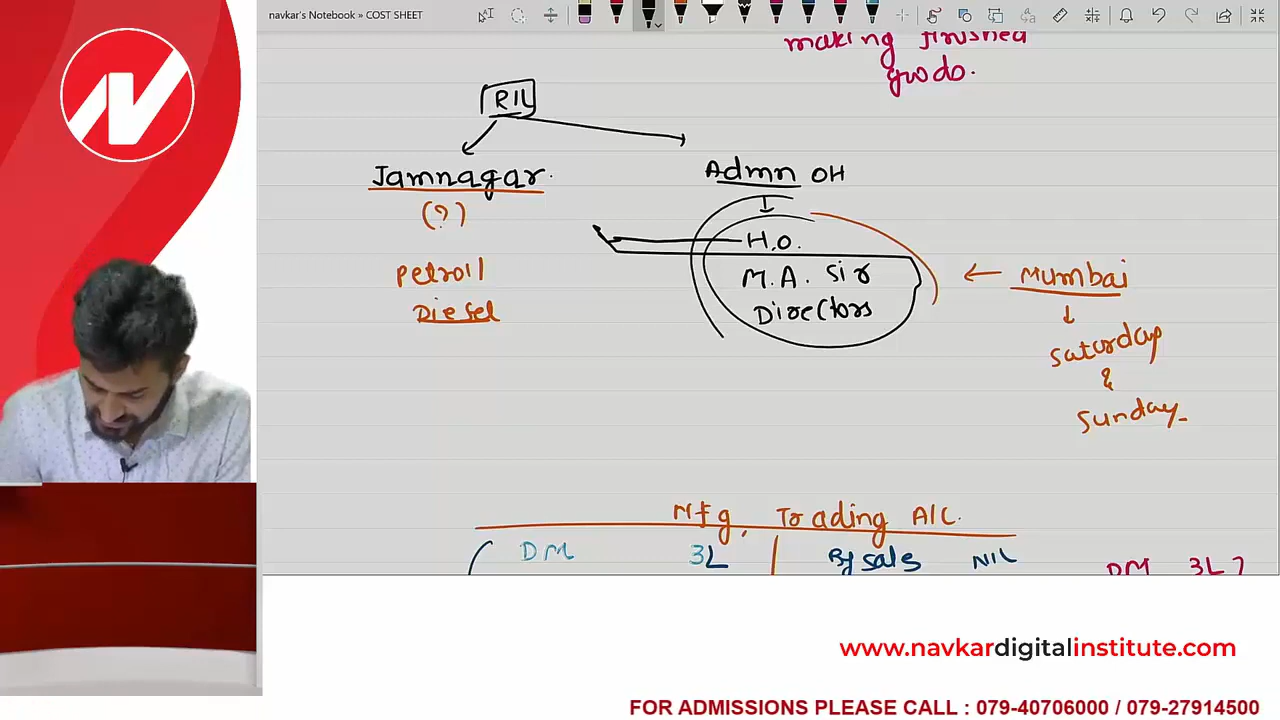 navkar's Notebook » COST SHEET
making finished
goods.
RIL
Jamnagar.
Admn OH
(?)
H.O.
Petroil
M.A. Sir
Mumbai
Diesel
Directors
Saturday
&
Sunday
Mfg, Trading A/C.
DM 3L By sales NIL
DM 3L
www.navkardigitalinstitute.com
FOR ADMISSIONS PLEASE CALL : 079-40706000 / 079-27914500